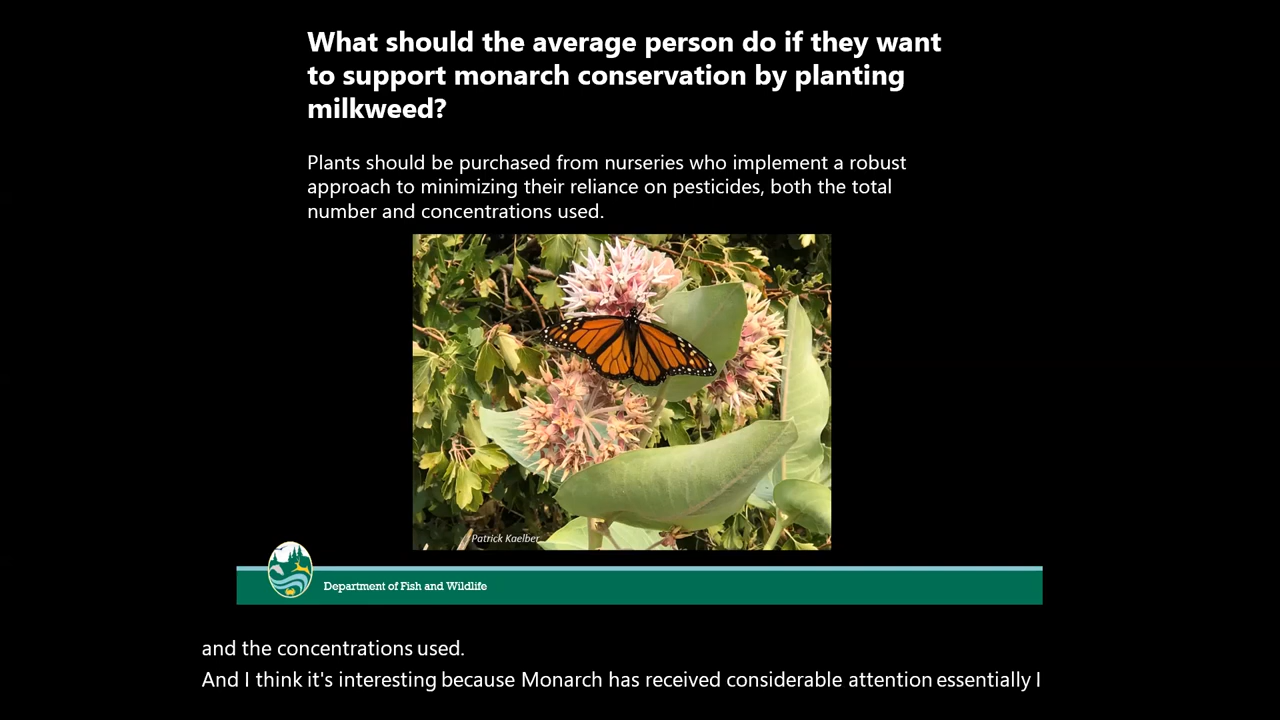 What should the average person do if they want
to support monarch conservation by planting
milkweed?
Plants should be purchased from nurseries who implement a robust
approach to minimizing their reliance on pesticides, both the total
number and concentrations used.
Patrick Kaelber
Department of Fish and Wildlife
and the concentrations used.
And I think it's interesting because Monarch has received considerable attention essentially I